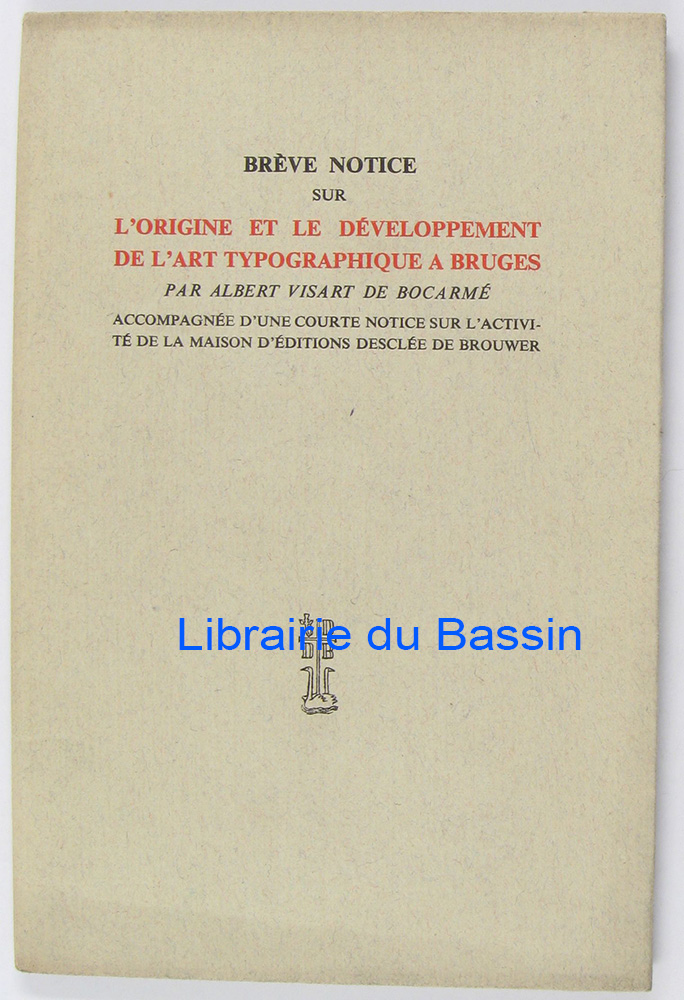 BRÈVE NOTICE
SUR
L'ORIGINE ET LE DÉVELOPPEMENT
DE L'ART TYPOGRAPHIQUE A BRUGES
PAR ALBERT VISART DE BOCARMÉ
ACCOMPAGNÉE D'UNE COURTE NOTICE SUR L'ACTIVI-
TÉ DE LA MAISON D'ÉDITIONS DESCLÉE DE BROUWER
Librairie du Bassin